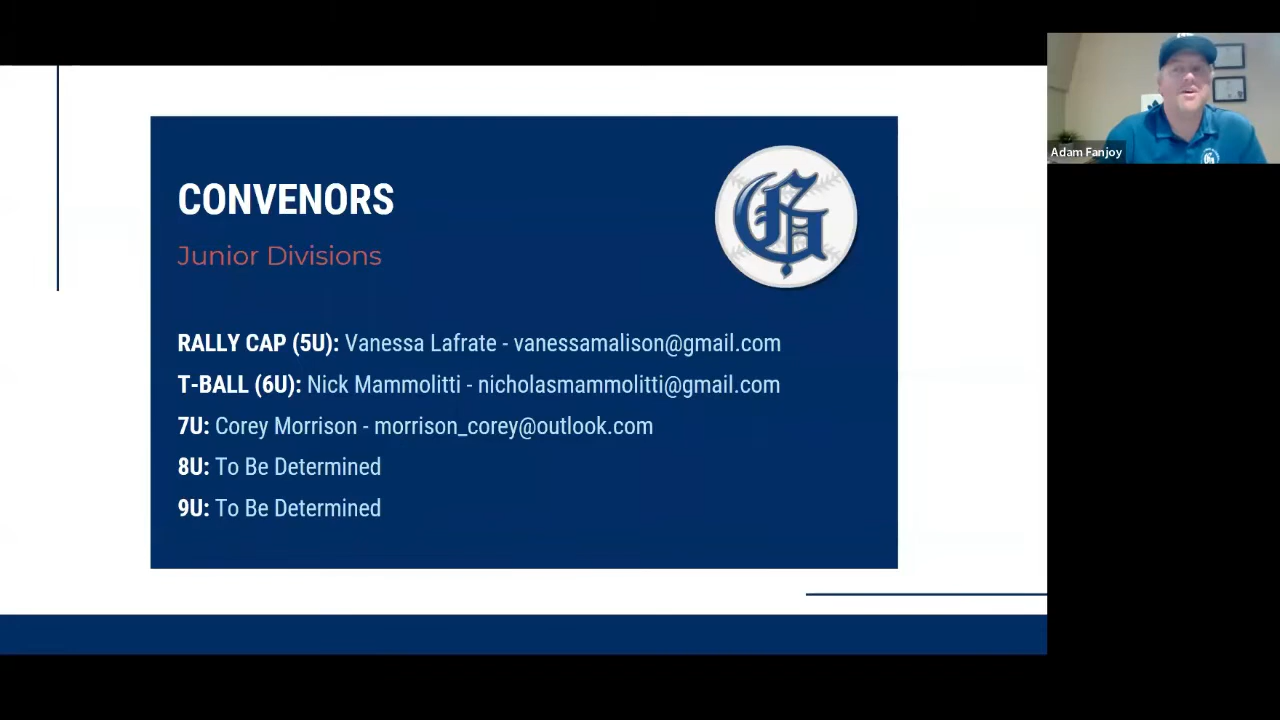 CONVENORS
Junior Divisions
G
RALLY CAP (5U): Vanessa Lafrate - vanessamalison@gmail.com
T-BALL (6U): Nick Mammolitti - nicholasmammolitti@gmail.com
7U: Corey Morrison - morrison_corey@outlook.com
8U: To Be Determined
9U: To Be Determined
Adam Fanjoy